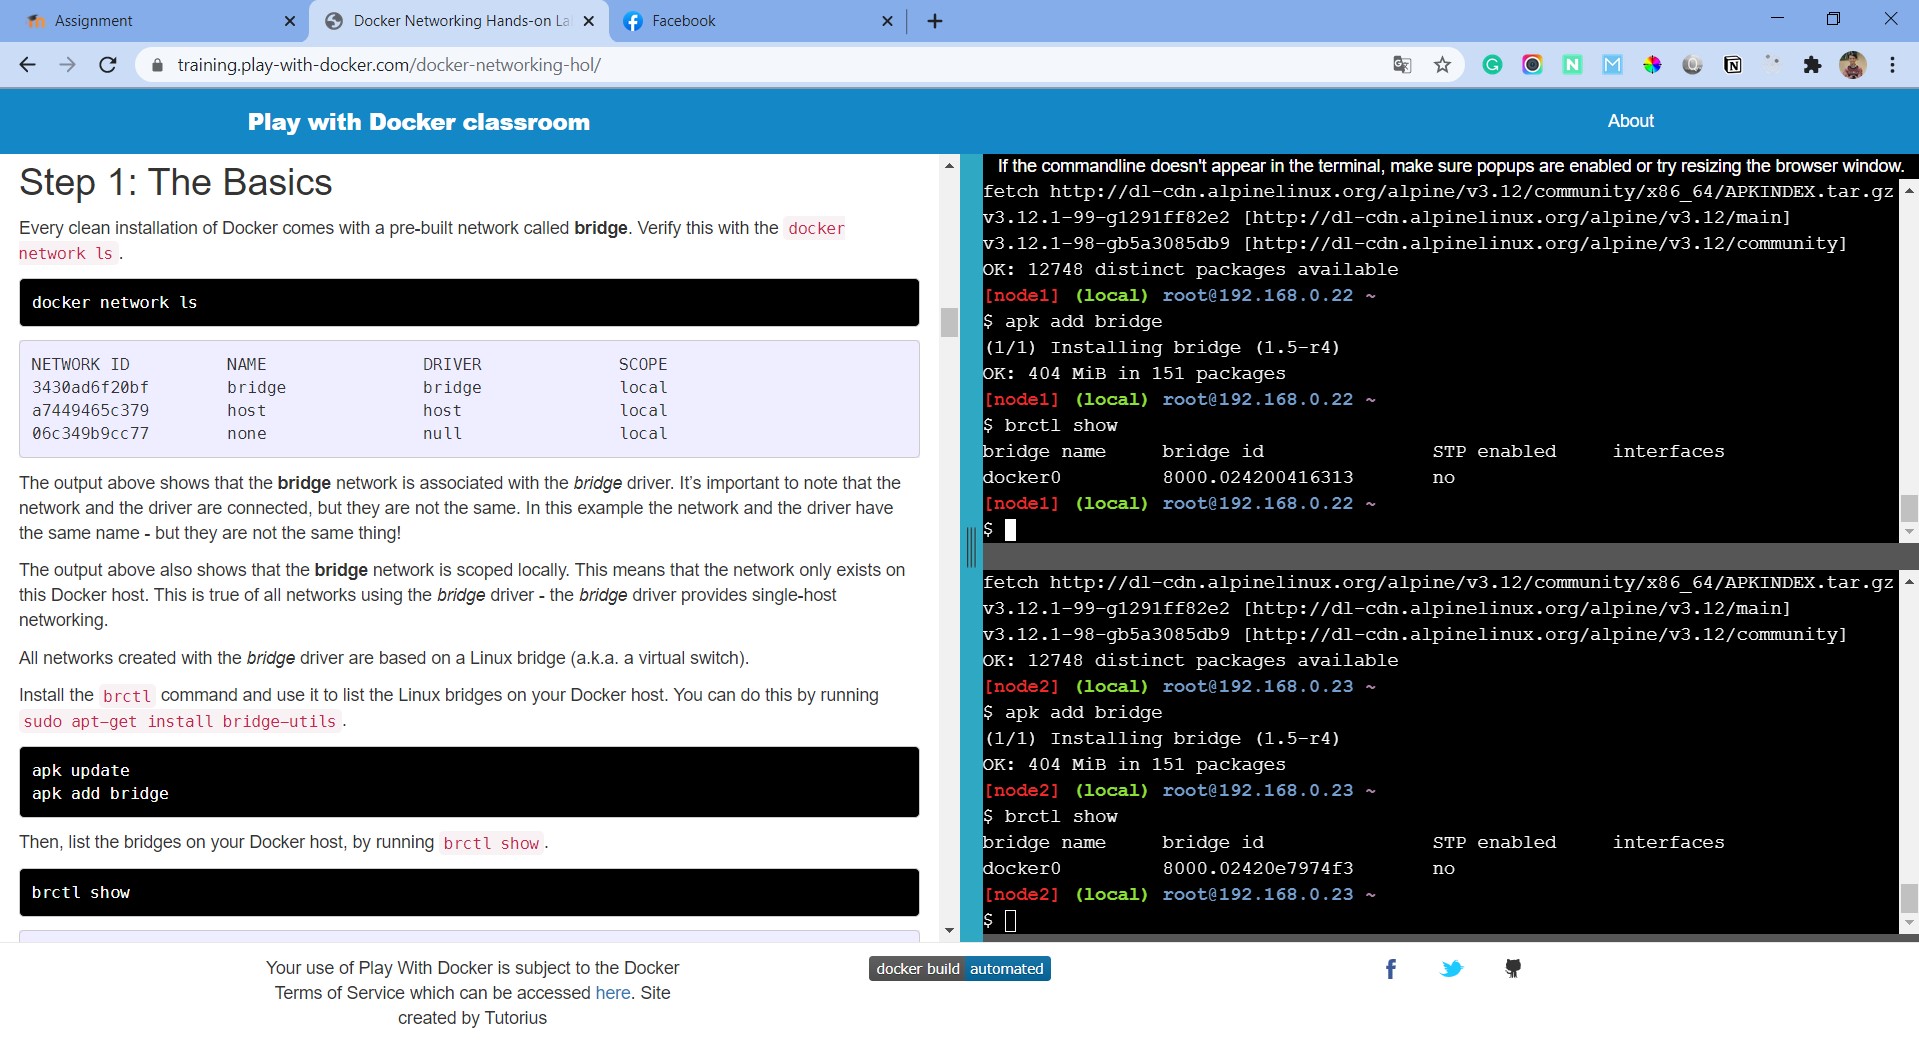 Assignment
Docker Networking Hands-on La
Facebook
training.play-with-docker.com/docker-networking-hol/
Play with Docker classroom
About
Step 1: The Basics
Every clean installation of Docker comes with a pre-built network called bridge. Verify this with the docker
network ls .
docker network ls
NETWORK ID NAME DRIVER SCOPE
3430ad6f20bf bridge bridge local
a7449465c379 host host local
06c349b9cc77 none null local
The output above shows that the bridge network is associated with the bridge driver. It's important to note that the
network and the driver are connected, but they are not the same. In this example the network and the driver have
the same name - but they are not the same thing!
The output above also shows that the bridge network is scoped locally. This means that the network only exists on
this Docker host. This is true of all networks using the bridge driver - the bridge driver provides single-host
networking.
All networks created with the bridge driver are based on a Linux bridge (a.k.a. a virtual switch).
Install the brctl command and use it to list the Linux bridges on your Docker host. You can do this by running
sudo apt-get install bridge-utils .
apk update
apk add bridge
Then, list the bridges on your Docker host, by running brctl show .
brctl show
If the commandline doesn't appear in the terminal, make sure popups are enabled or try resizing the browser window.
fetch http://dl-cdn.alpinelinux.org/alpine/v3.12/community/x86_64/APKINDEX.tar.gz
v3.12.1-99-g1291ff82e2 [http://dl-cdn.alpinelinux.org/alpine/v3.12/main]
v3.12.1-98-gb5a3085db9 [http://dl-cdn.alpinelinux.org/alpine/v3.12/community]
OK: 12748 distinct packages available
[node1] (local) root@192.168.0.22 ~
$ apk add bridge
(1/1) Installing bridge (1.5-r4)
OK: 404 MiB in 151 packages
[node1] (local) root@192.168.0.22 ~
$ brctl show
bridge name bridge id STP enabled interfaces
docker0 8000.024200416313 no
[node1] (local) root@192.168.0.22 ~
$
fetch http://dl-cdn.alpinelinux.org/alpine/v3.12/community/x86_64/APKINDEX.tar.gz
v3.12.1-99-g1291ff82e2 [http://dl-cdn.alpinelinux.org/alpine/v3.12/main]
v3.12.1-98-gb5a3085db9 [http://dl-cdn.alpinelinux.org/alpine/v3.12/community]
OK: 12748 distinct packages available
[node2] (local) root@192.168.0.23 ~
$ apk add bridge
(1/1) Installing bridge (1.5-r4)
OK: 404 MiB in 151 packages
[node2] (local) root@192.168.0.23 ~
$ brctl show
bridge name bridge id STP enabled interfaces
docker0 8000.02420e7974f3 no
[node2] (local) root@192.168.0.23 ~
$
Your use of Play With Docker is subject to the Docker
Terms of Service which can be accessed here. Site
created by Tutorius
docker build automated